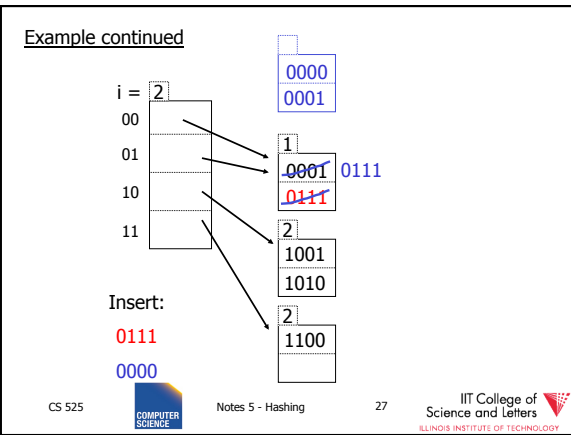 Example continued
0000
0001
i = 2
00
01
10
11
1
0001 0111
0111
2
1001
1010
2
1100
Insert:
0111
0000
CS 525
COMPUTER
SCIENCE
Notes 5 - Hashing
27
IIT College of
Science and Letters
ILLINOIS INSTITUTE OF TECHNOLOGY